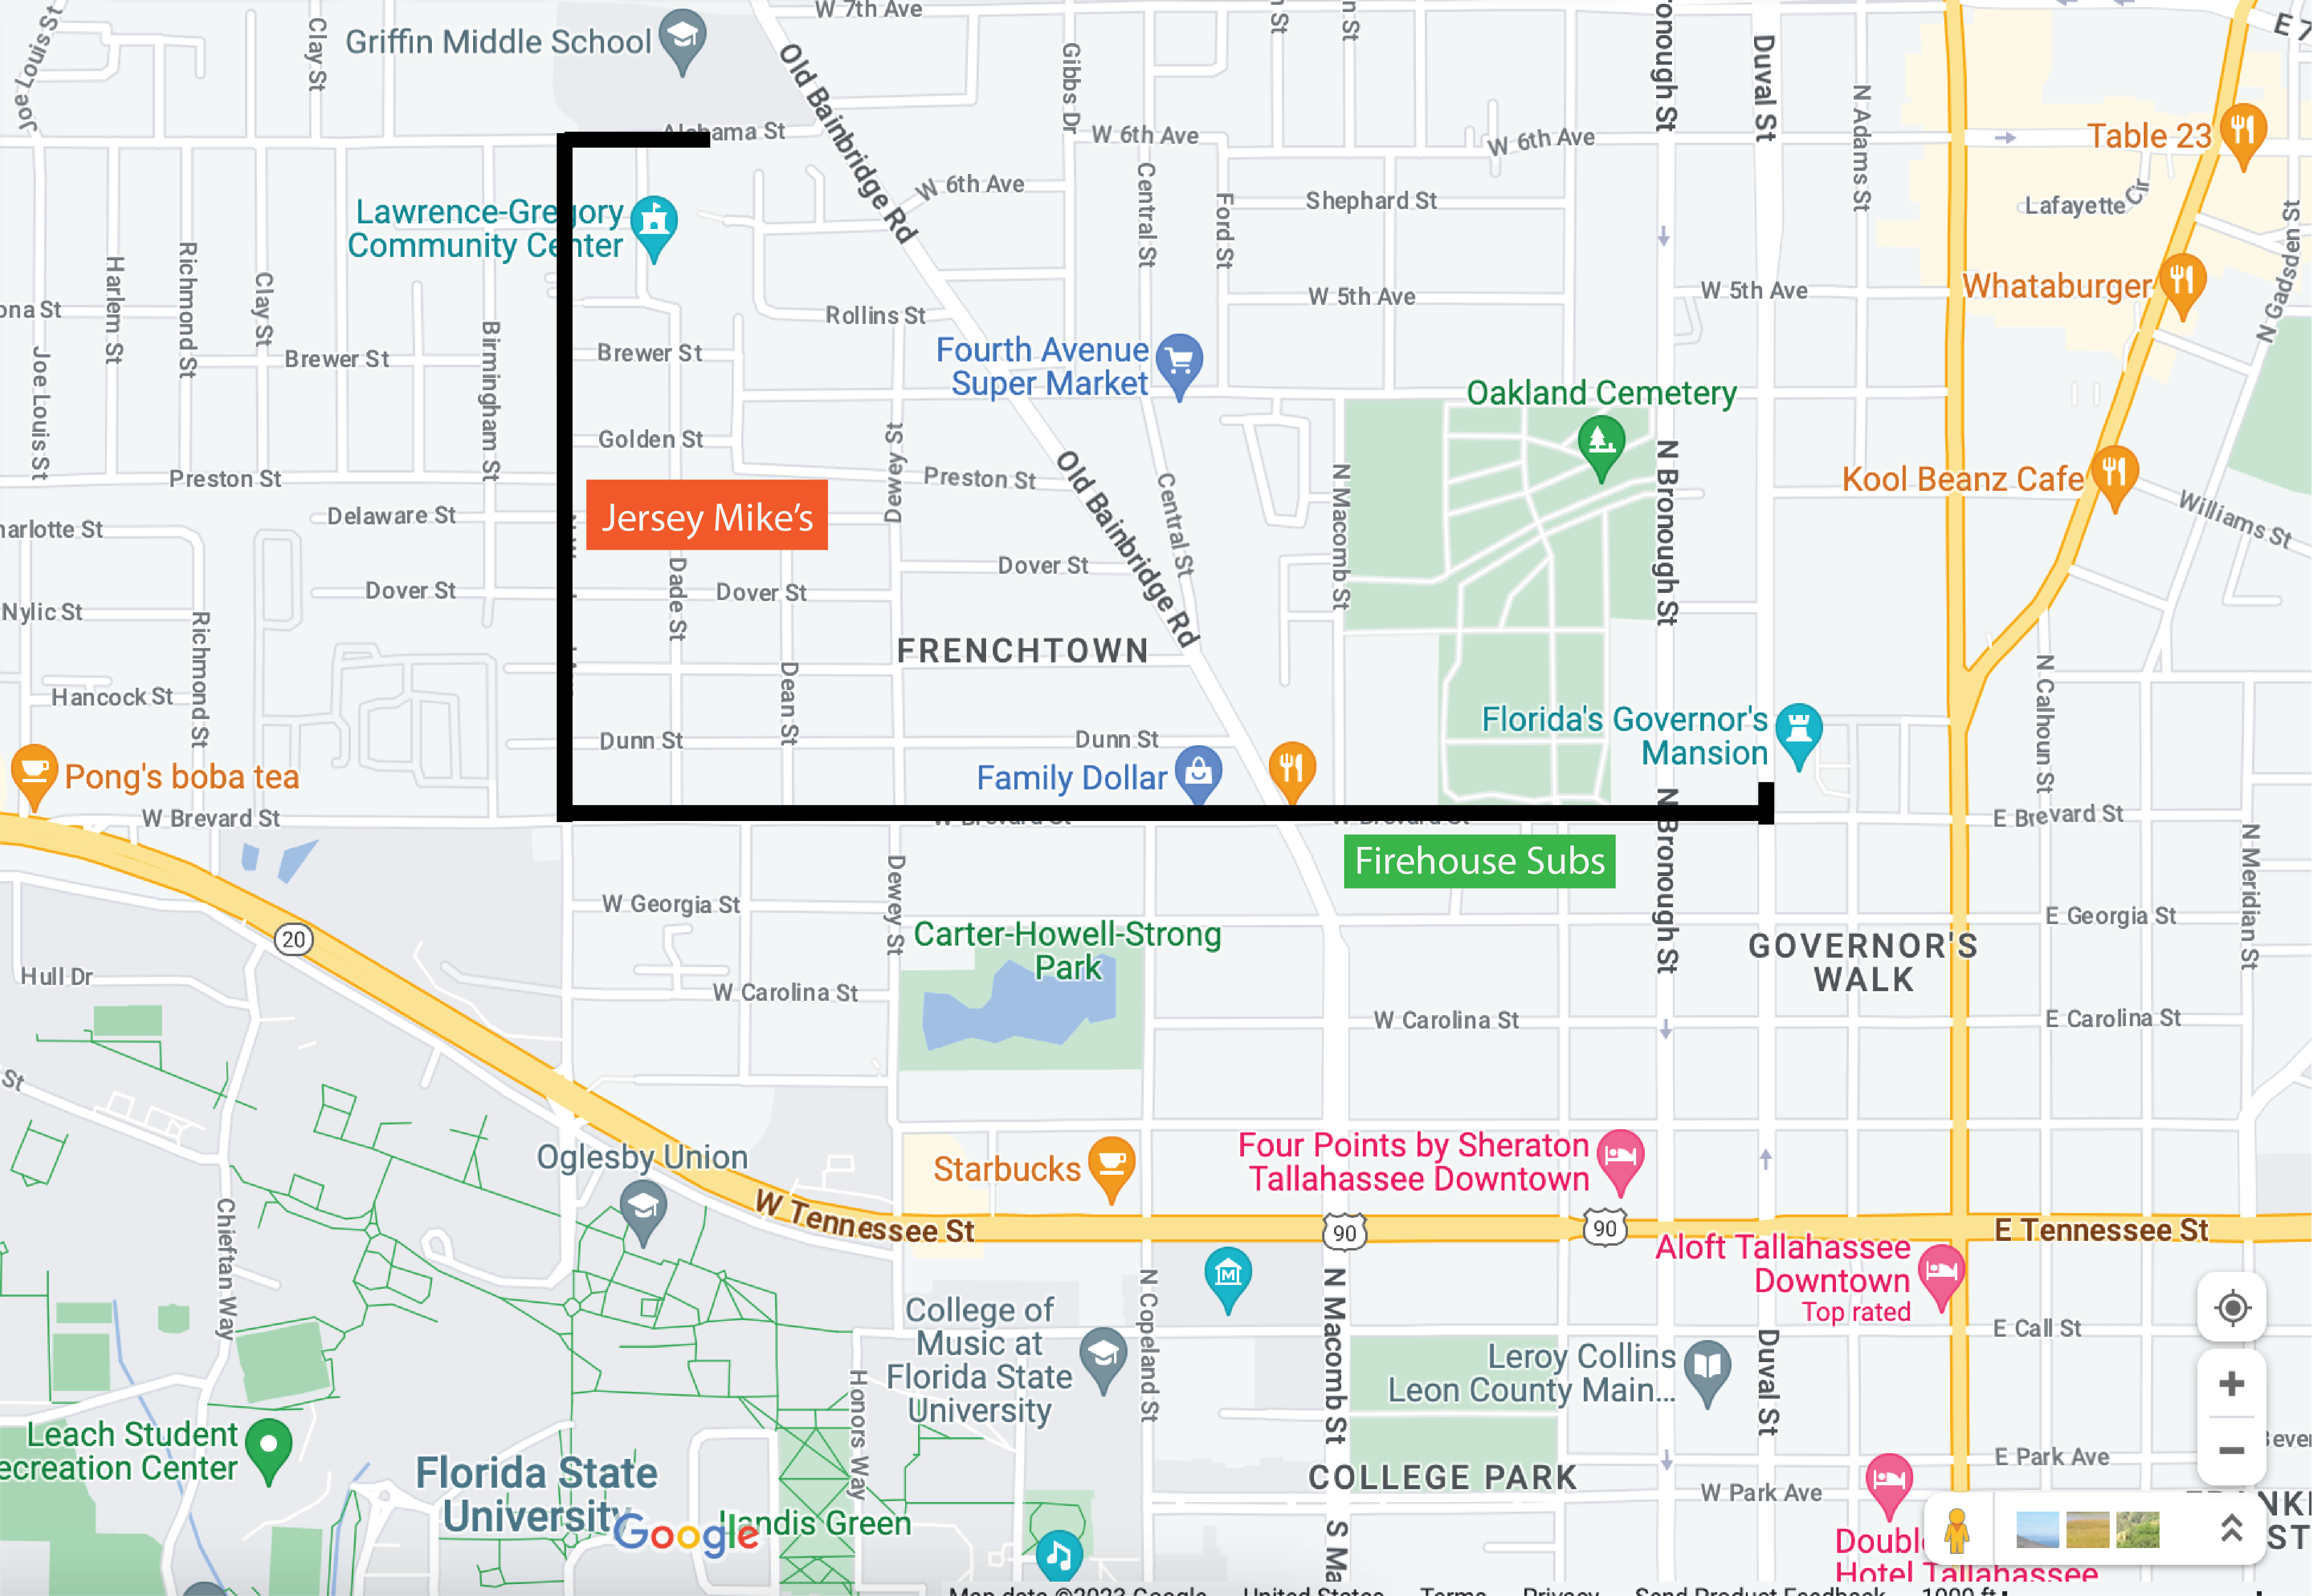 W 7th Ave
Griffin Middle School
Joe Louis St
Clay St
Old Bainbridge Rd
Gibbs Dr
n St
n St
onough St
Duval St
N Adams St
E 7
Alabama St
W 6th Ave
W 6th Ave
Table 23
W 6th Ave
Shephard St
Lafayette Cir
Lawrence-Gregory
Community Center
Central St
Ford St
N Gadsden St
Harlem St
Richmond St
Clay St
ona St
Rollins St
W 5th Ave
W 5th Ave
Whataburger
Joe Louis St
Brewer St
Birmingham St
Brewer St
Fourth Avenue
Super Market
Oakland Cemetery
Golden St
Dewey St
Preston St
Preston St
Old Bainbridge Rd
Central St
N Macomb St
N Bronough St
Kool Beanz Cafe
Williams St
Delaware St
Jersey Mike's
harlotte St
Dover St
Dover St
Dover St
Dade St
Nylic St
Richmond St
FRENCHTOWN
Dean St
Hancock St
N Calhoun St
Dunn St
Dunn St
Florida's Governor's
Mansion
Pong's boba tea
Family Dollar
W Brevard St
W Brevard St
W Brevard St
N Bronough St
E Brevard St
Firehouse Subs
N Meridian St
Dewey St
W Georgia St
E Georgia St
20
Carter-Howell-Strong
Park
GOVERNOR'S
WALK
Hull Dr
W Carolina St
W Carolina St
E Carolina St
St
Oglesby Union
Starbucks
Four Points by Sheraton
Tallahassee Downtown
W Tennessee St
90
90
E Tennessee St
Chieftan Way
M
Aloft Tallahassee
Downtown
Top rated
College of
Music at
Florida State
University
N Copeland St
N Macomb St
Duval St
E Call St
Leroy Collins
Leon County Main...
Honors Way
Leach Student
ecreation Center
Bever
E Park Ave
Florida State
University
COLLEGE PARK
W Park Ave
Google
Landis Green
S Ma
Doubl
Hotel Tallahassee
NKI
ST
Map data ©2023 Google
United States
Terms
Privacy
Send Product Feedback
1000 ft